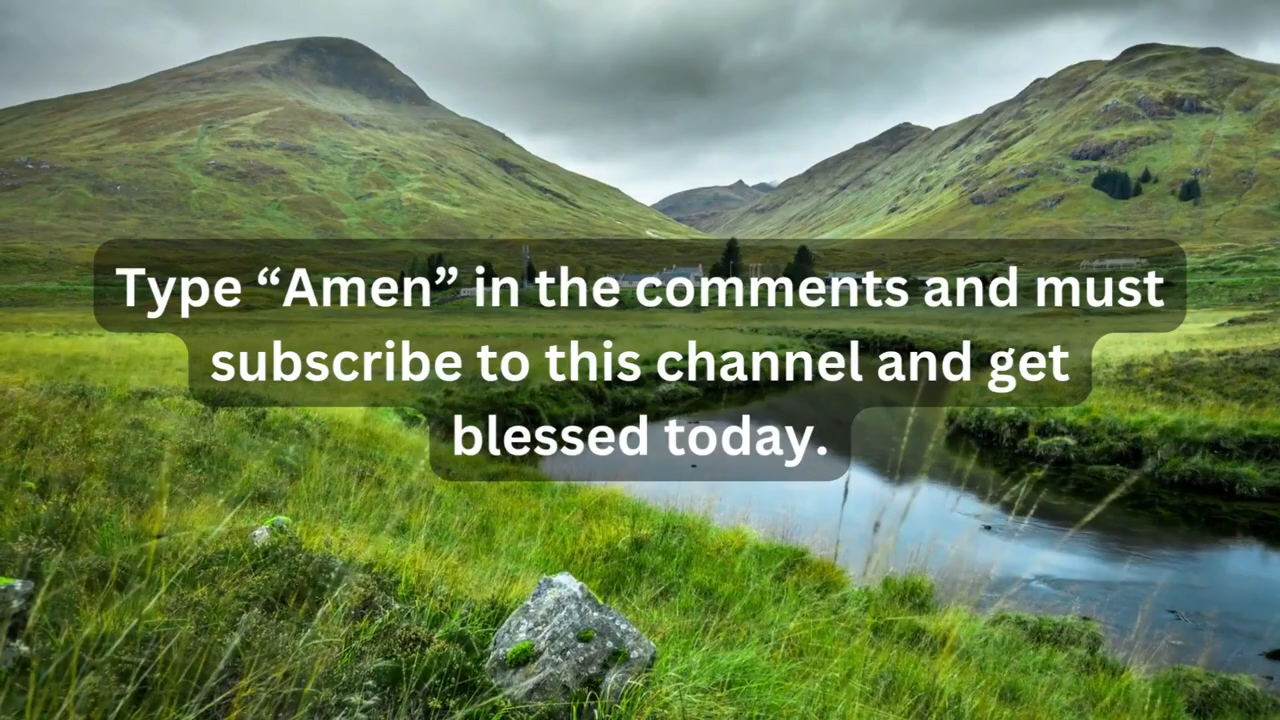 Type “Amen” in the comments and must
subscribe to this channel and get
blessed today.